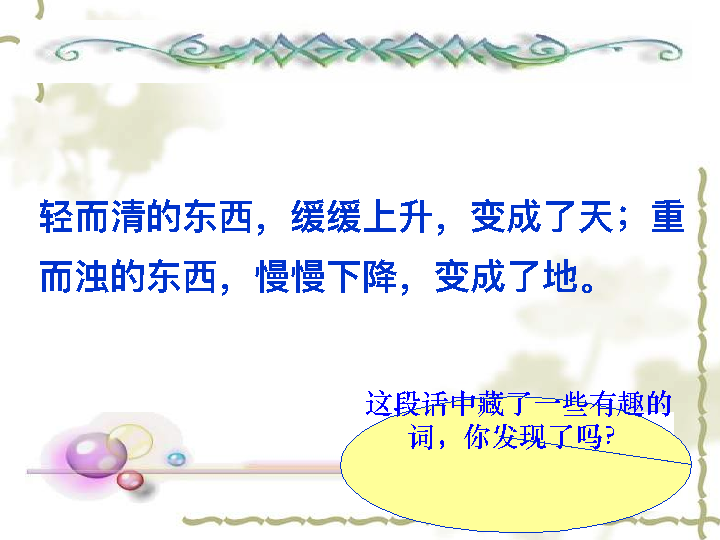 轻而清的东西，缓缓上升，变成了天；重
而浊的东西，慢慢下降，变成了地。
这段话中藏了一些有趣的
词，你发现了吗?